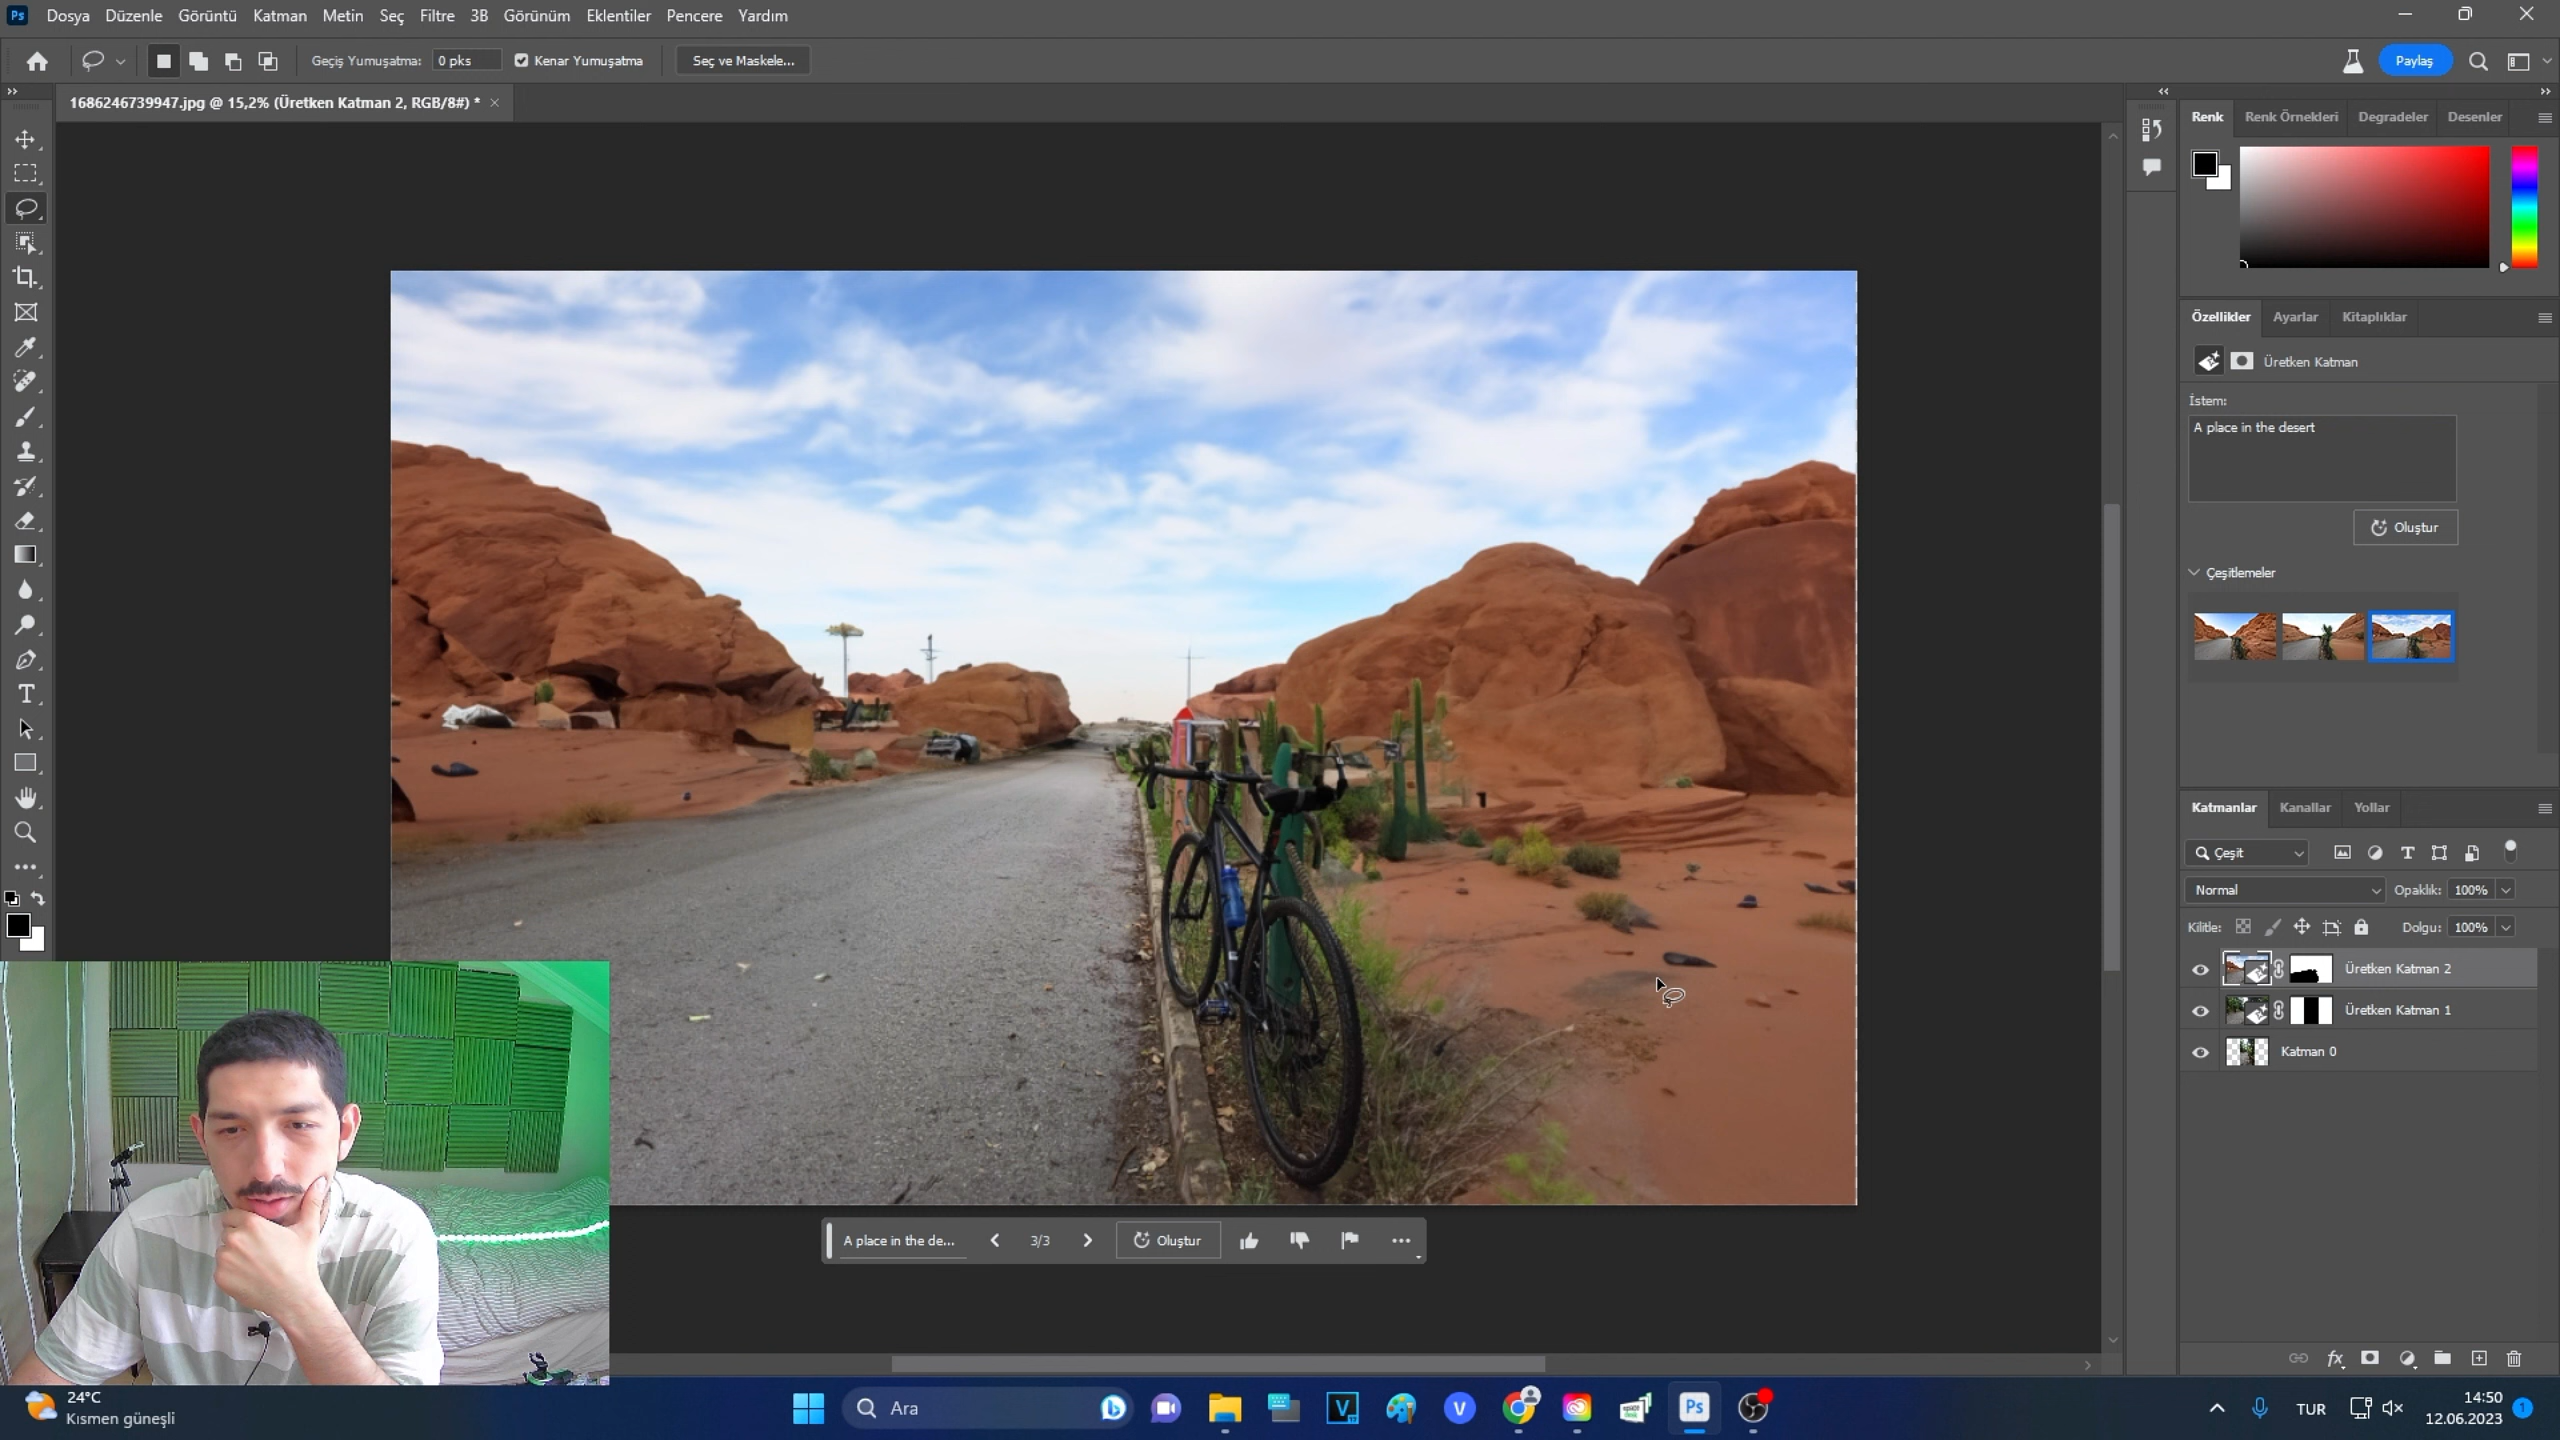 Ps Dosya Düzenle Görüntü Katman Metin Seç Filtre 3B Görünüm Eklentiler Pencere Yardım
Geçiş Yumuşatma: 0 pks Kenar Yumuşatma Seç ve Maskele... Paylaş
1686246739947.jpg @ 15,2% (Üretken Katman 2, RGB/8#) *
Renk Renk Örnekleri Degradeler Desenler
Özellikler Ayarlar Kitaplıklar
Üretken Katman
İstem:
A place in the desert
Oluştur
Çeşitlemeler
Katmanlar Kanallar Yollar
Çeşit
Normal Opaklık: 100%
Kilitle: Dolgu: 100%
Üretken Katman 2
Üretken Katman 1
Katman 0
A place in the de... 3/3 Oluştur
fx
24°C
Kısmen güneşli
Ara
Ps
TUR
14:50
12.06.2023
1